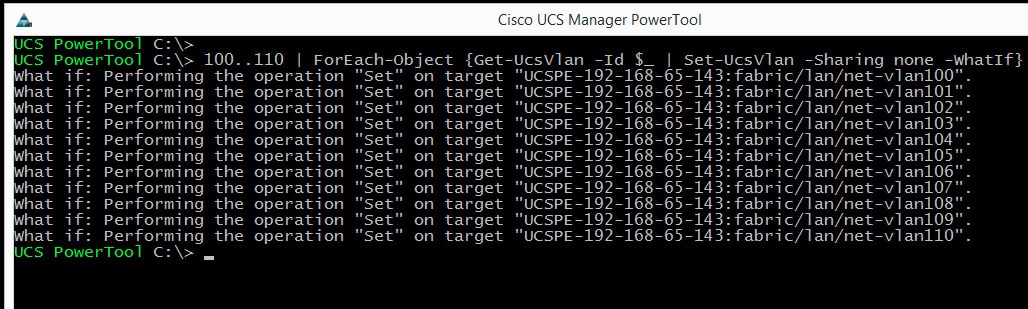 Cisco UCS Manager PowerTool
UCS PowerTool C:\>
UCS PowerTool C:\> 100..110 | ForEach-Object {Get-UcsVlan -Id $_ | Set-UcsVlan -Sharing none -WhatIf}
What if: Performing the operation "Set" on target "UCSPE-192-168-65-143:fabric/lan/net-vlan100".
What if: Performing the operation "Set" on target "UCSPE-192-168-65-143:fabric/lan/net-vlan101".
What if: Performing the operation "Set" on target "UCSPE-192-168-65-143:fabric/lan/net-vlan102".
What if: Performing the operation "Set" on target "UCSPE-192-168-65-143:fabric/lan/net-vlan103".
What if: Performing the operation "Set" on target "UCSPE-192-168-65-143:fabric/lan/net-vlan104".
What if: Performing the operation "Set" on target "UCSPE-192-168-65-143:fabric/lan/net-vlan105".
What if: Performing the operation "Set" on target "UCSPE-192-168-65-143:fabric/lan/net-vlan106".
What if: Performing the operation "Set" on target "UCSPE-192-168-65-143:fabric/lan/net-vlan107".
What if: Performing the operation "Set" on target "UCSPE-192-168-65-143:fabric/lan/net-vlan108".
What if: Performing the operation "Set" on target "UCSPE-192-168-65-143:fabric/lan/net-vlan109".
What if: Performing the operation "Set" on target "UCSPE-192-168-65-143:fabric/lan/net-vlan110".
UCS PowerTool C:\> _